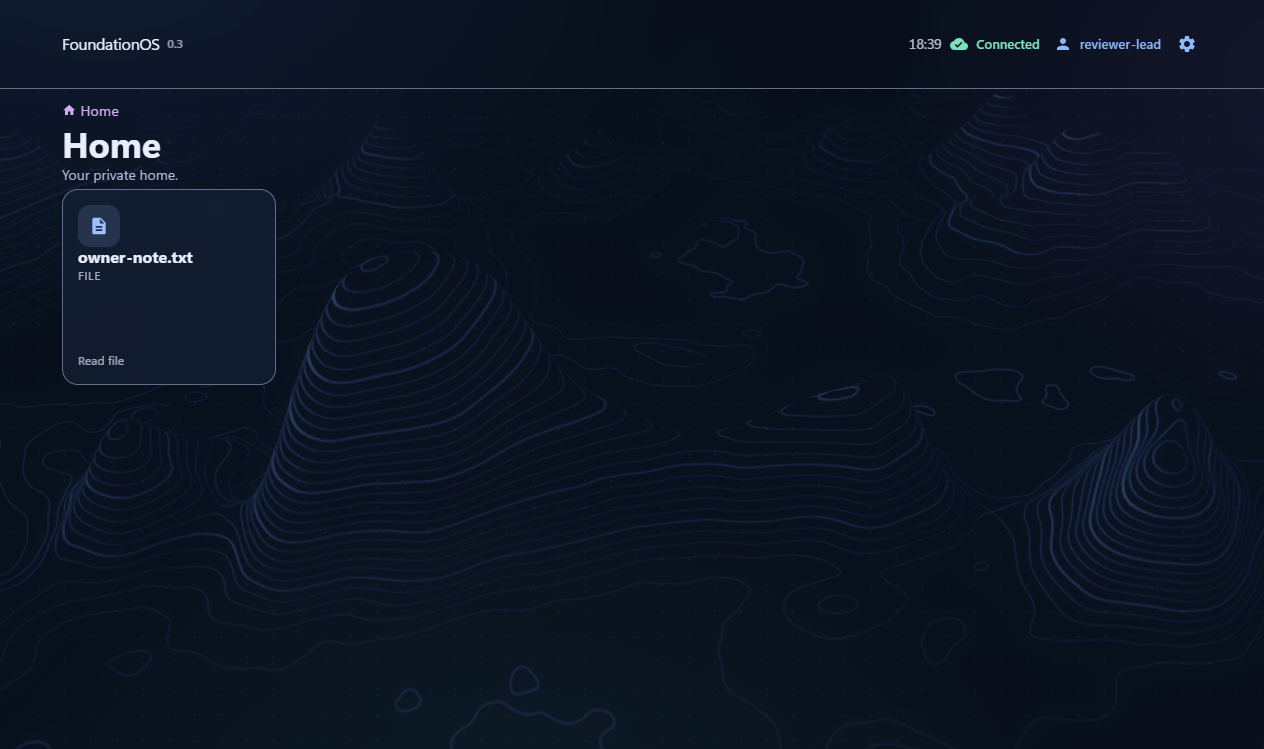 FoundationOS 0.3
18:39 Connected reviewer-lead
Home
Home
Your private home.
owner-note.txt
FILE
Read file